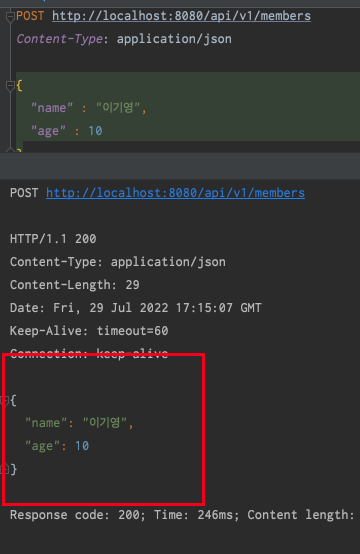 POST http://localhost:8080/api/v1/members
Content-Type: application/json
{
"name" : "이기영",
"age" : 10
}
POST http://localhost:8080/api/v1/members
HTTP/1.1 200
Content-Type: application/json
Content-Length: 29
Date: Fri, 29 Jul 2022 17:15:07 GMT
Keep-Alive: timeout=60
Connection: keep-alive
{
"name": "이기영",
"age": 10
}
Response code: 200; Time: 246ms; Content length: